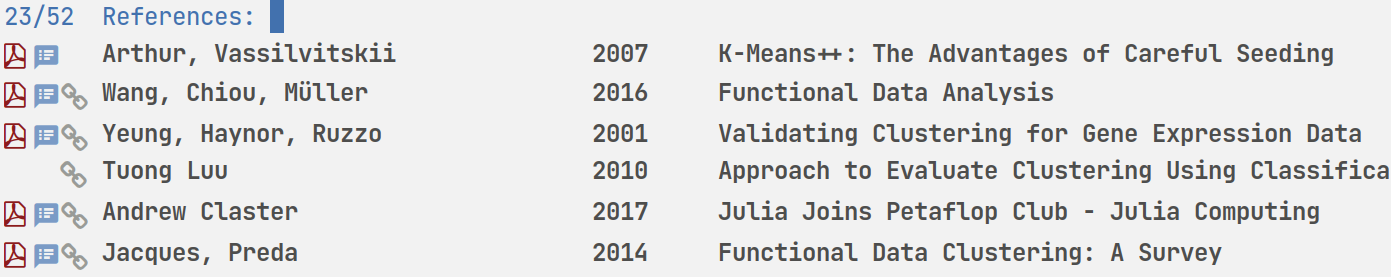 23/52 References:
Arthur, Vassilvitskii 2007 K-Means++: The Advantages of Careful Seeding
Wang, Chiou, MÜller 2016 Functional Data Analysis
Yeung, Haynor, Ruzzo 2001 Validating Clustering for Gene Expression Data
Tuong Luu 2010 Approach to Evaluate Clustering Using Classifica
Andrew Claster 2017 Julia Joins Petaflop Club - Julia Computing
Jacques, Preda 2014 Functional Data Clustering: A Survey